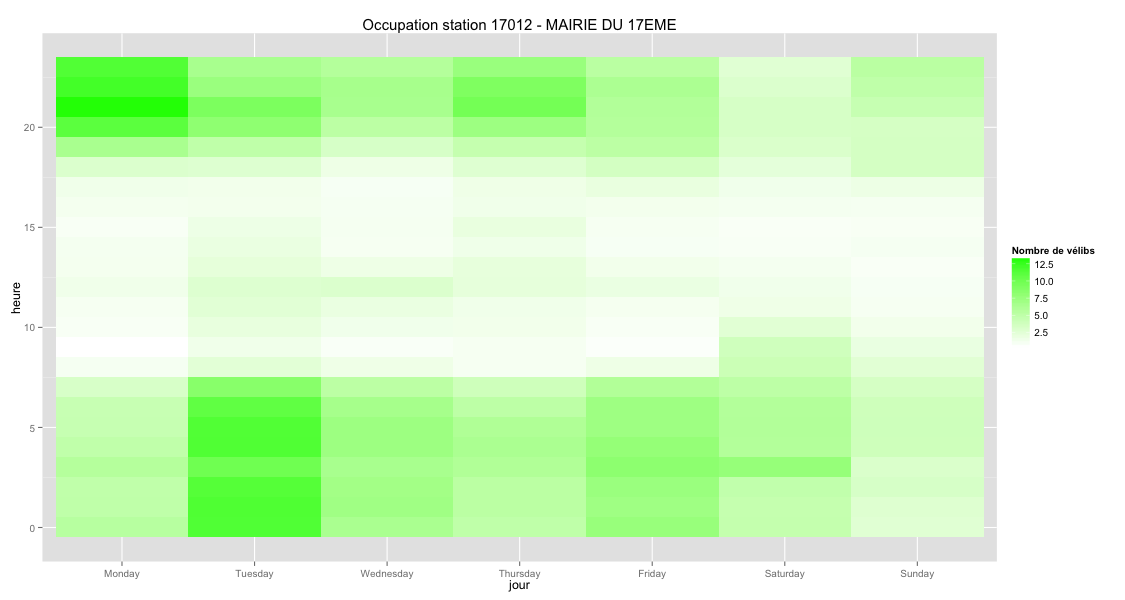 Occupation station 17012 - MAIRIE DU 17EME
heure
20
15
10
5
0
Monday Tuesday Wednesday Thursday Friday Saturday Sunday
jour
Nombre de vélibs
12.5
10.0
7.5
5.0
2.5